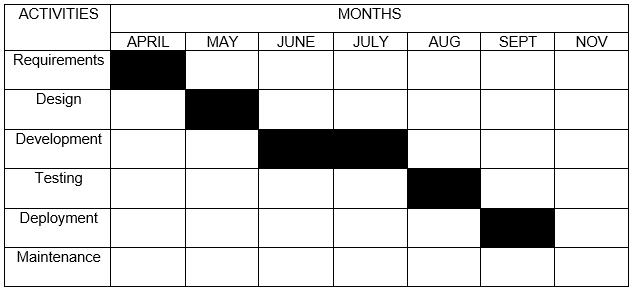 ACTIVITIES MONTHS
APRIL MAY JUNE JULY AUG SEPT NOV
Requirements
Design
Development
Testing
Deployment
Maintenance